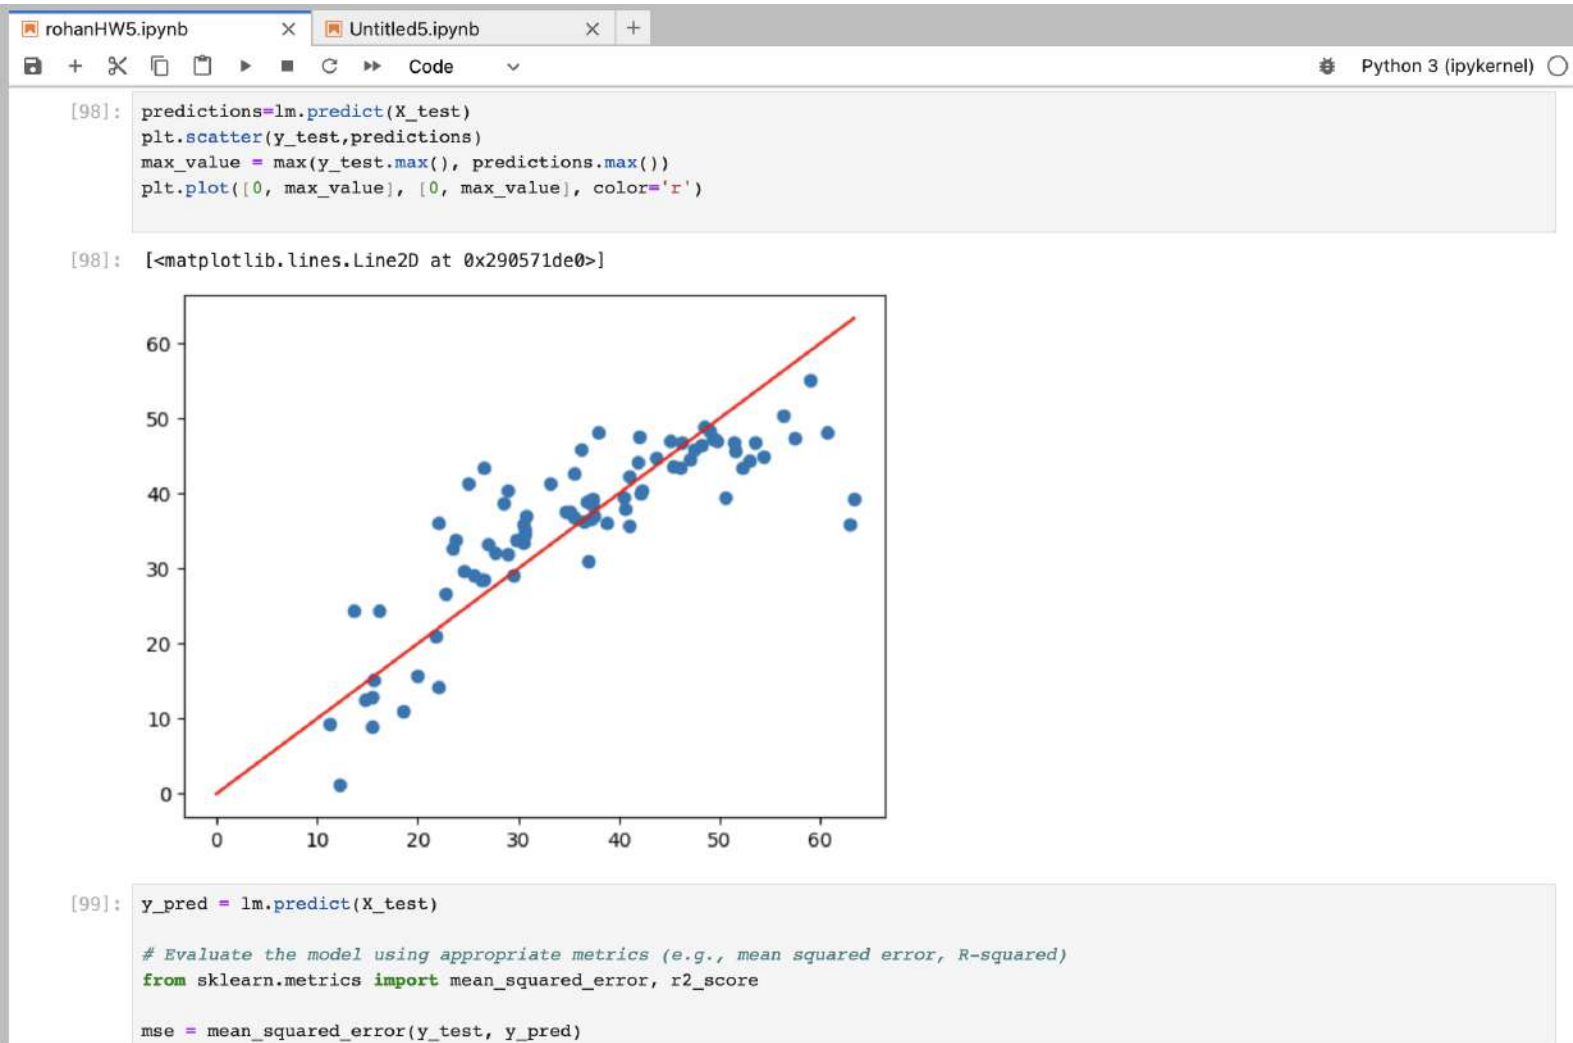 rohanHW5.ipynb
Untitled5.ipynb
Code
Python 3 (ipykernel)
[98]:
predictions=lm.predict(X_test)
plt.scatter(y_test,predictions)
max_value = max(y_test.max(), predictions.max())
plt.plot([0, max_value], [0, max_value], color='r')
[98]:
[<matplotlib.lines.Line2D at 0x290571de0>]
60
50
40
30
20
10
0
0 10 20 30 40 50 60
[99]:
y_pred = lm.predict(X_test)
# Evaluate the model using appropriate metrics (e.g., mean squared error, R-squared)
from sklearn.metrics import mean_squared_error, r2_score
mse = mean_squared_error(y_test, y_pred)